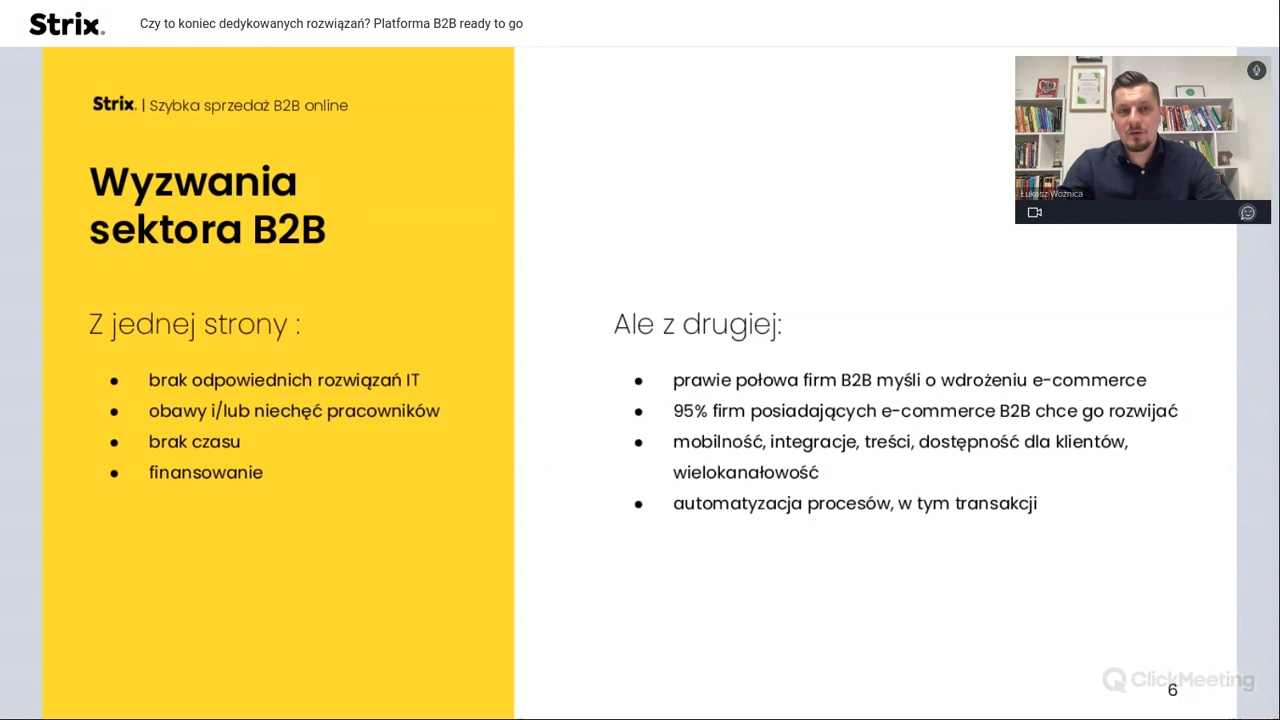 Strix. Czy to koniec dedykowanych rozwiązań? Platforma B2B ready to go
Strix. | Szybka sprzedaż B2B online
Wyzwania
sektora B2B
Z jednej strony :
● brak odpowiednich rozwiązań IT
● obawy i/lub niechęć pracowników
● brak czasu
● finansowanie
Ale z drugiej:
● prawie połowa firm B2B myśli o wdrożeniu e-commerce
● 95% firm posiadających e-commerce B2B chce go rozwijać
● mobilność, integracje, treści, dostępność dla klientów,
wielokanałowość
● automatyzacja procesów, w tym transakcji
Łukasz Woźnica
ClickMeeting
6